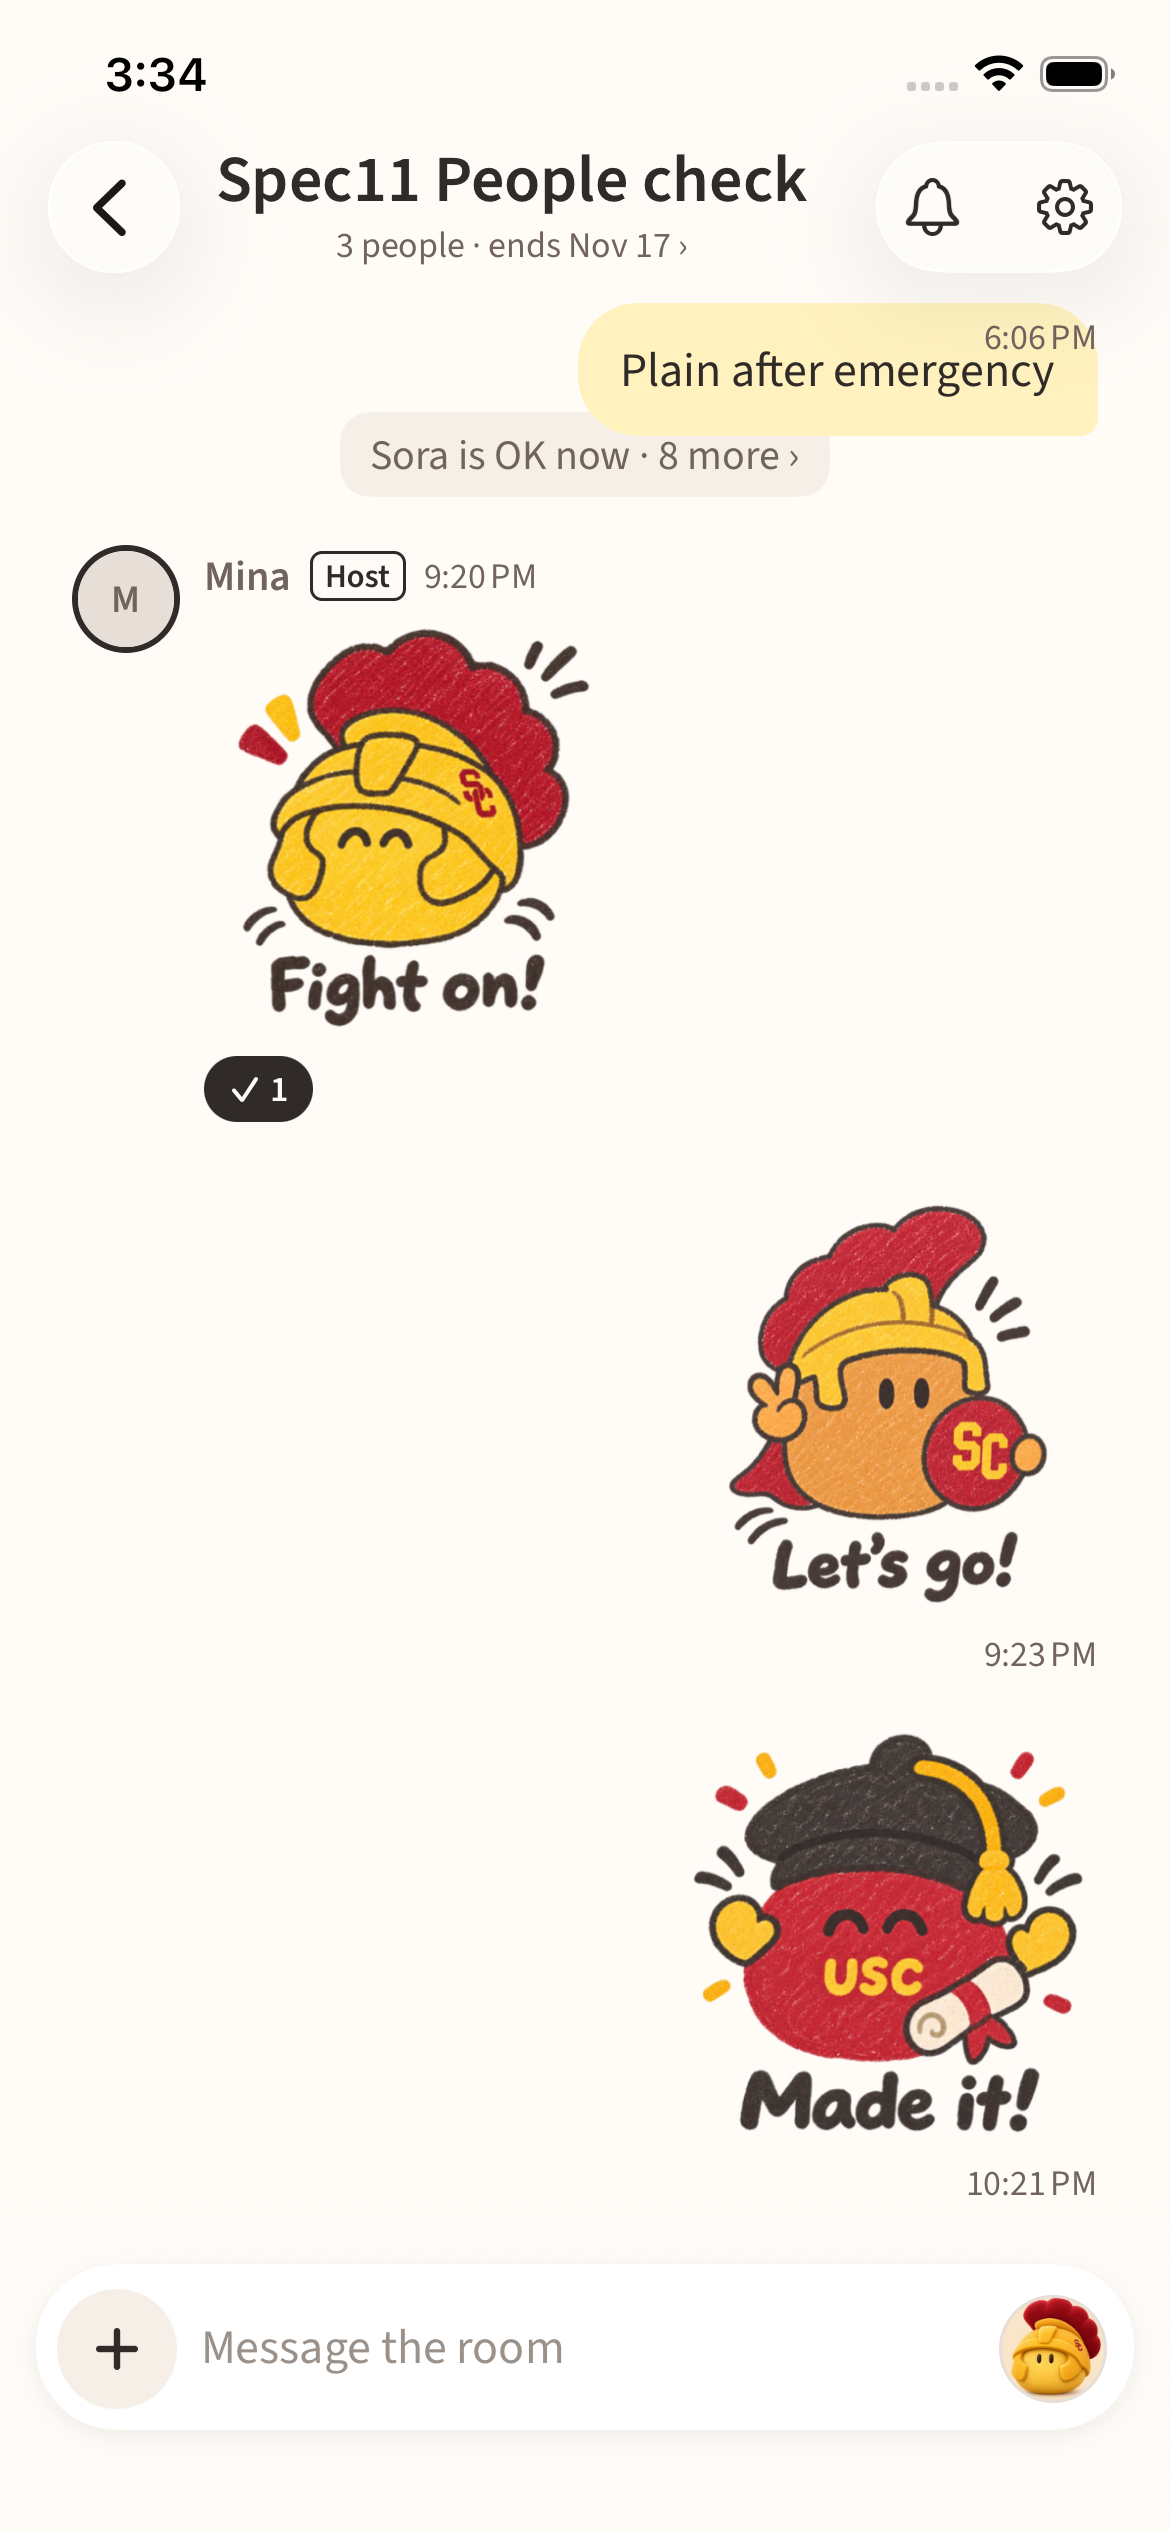 3:34
Spec11 People check
3 people · ends Nov 17 ›
6:06 PM
Plain after emergency
Sora is OK now · 8 more ›
M
Mina Host 9:20 PM
SC
Fight on!
✓ 1
SC
Let's go!
9:23 PM
USC
Made it!
10:21 PM
+ Message the room